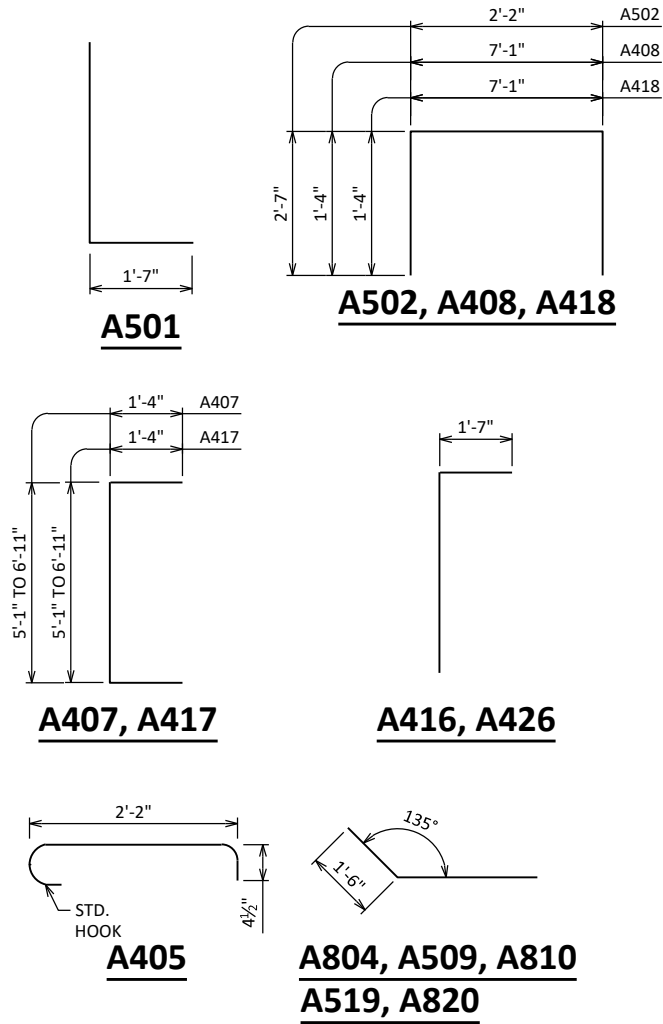 2'-2" A502
7'-1" A408
7'-1" A418
2'-7"
1'-4"
1'-4"
1'-7"
A501
A502, A408, A418
1'-4" A407
1'-4" A417
5'-1" TO 6'-11"
5'-1" TO 6'-11"
A407, A417
1'-7"
A416, A426
2'-2"
STD.
HOOK
4½"
A405
135°
1'-6"
A804, A509, A810
A519, A820